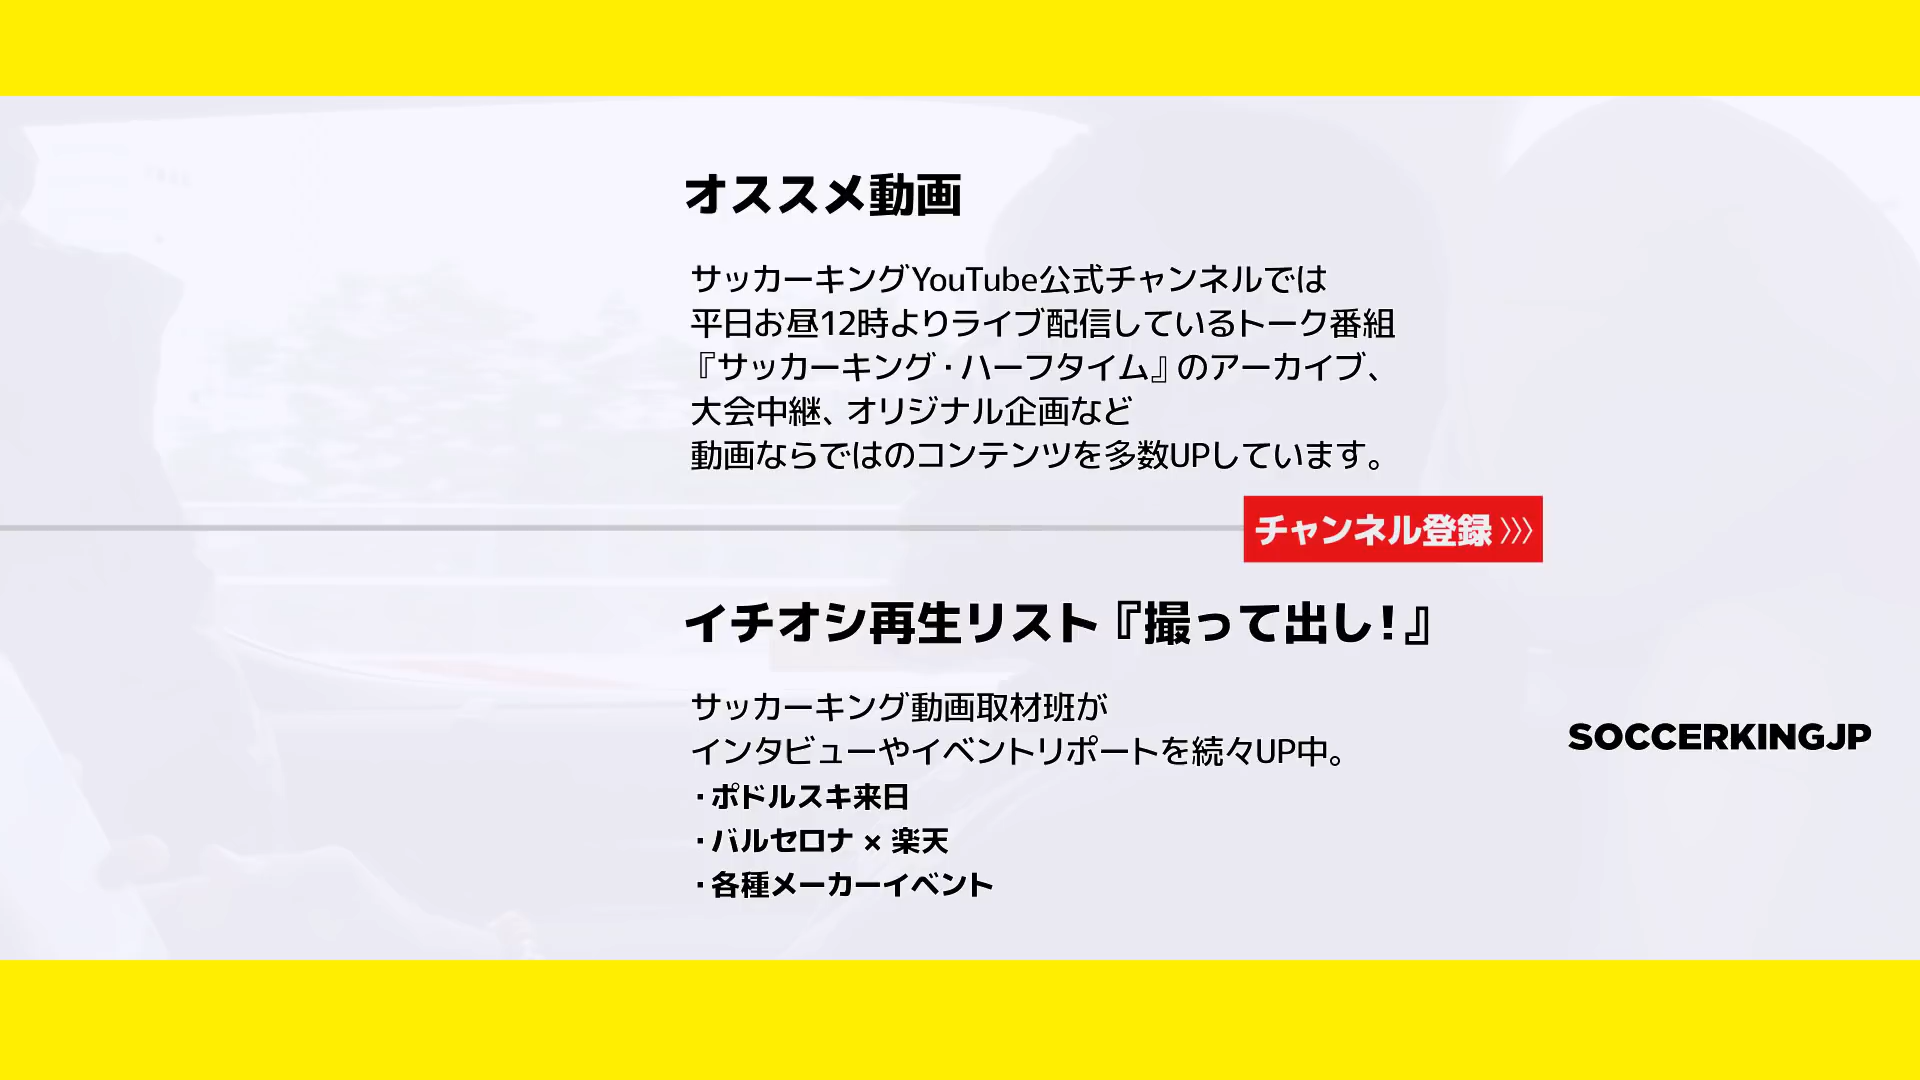 オススメ動画
サッカーキングYouTube公式チャンネルでは
平日お昼12時よりライブ配信しているトーク番組
『サッカーキング・ハーフタイム』のアーカイブ、
大会中継、オリジナル企画など
動画ならではのコンテンツを多数UPしています。
チャンネル登録》〉
イチオシ再生リスト『撮って出し!』
サッカーキング動画取材班が
インタビューやイベントリポートを続々UP中。
・ポドルスキ来日
・バルセロナ × 楽天
・各種メーカーイベント
SOCCERKINGJP